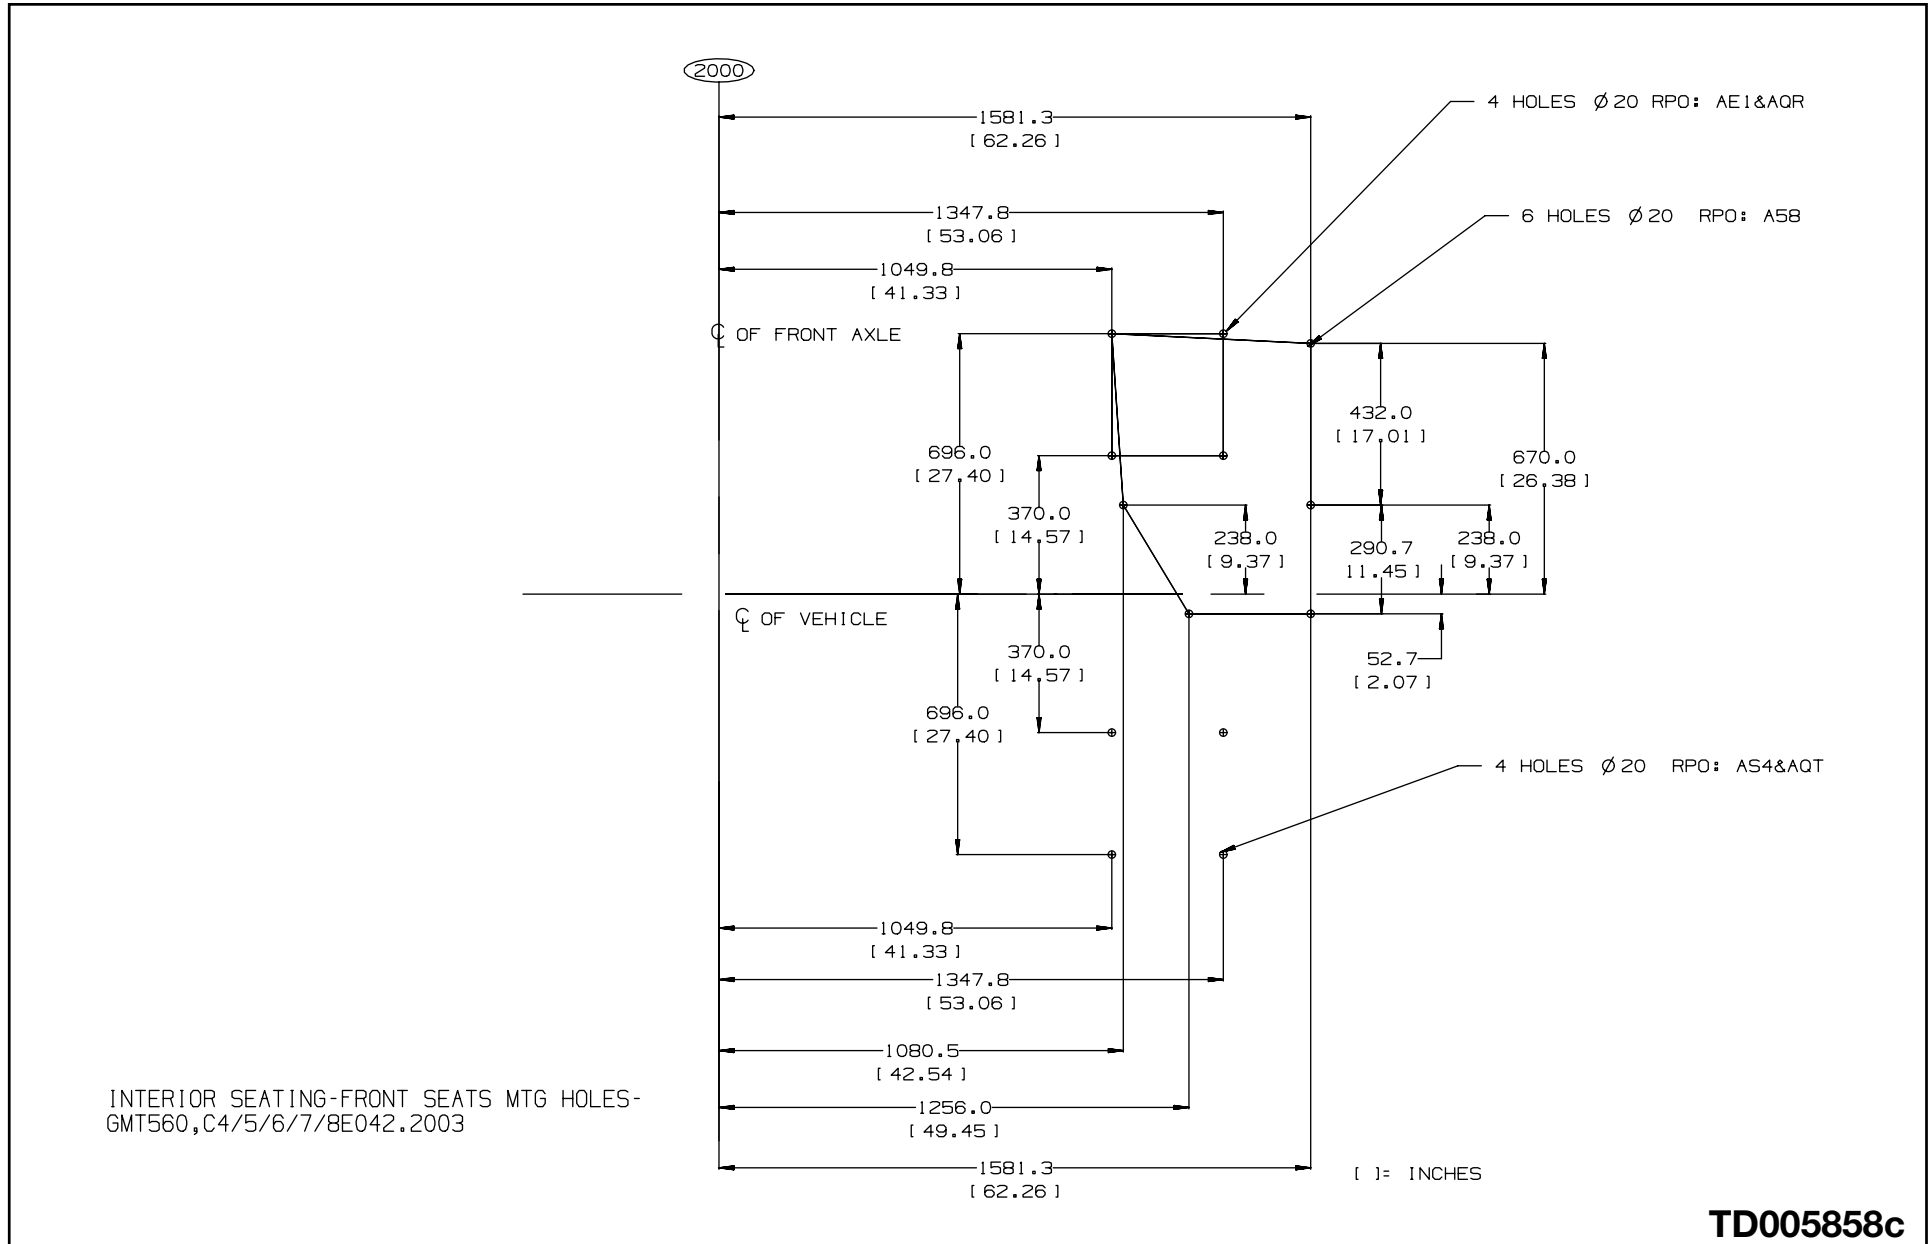 2000
4 HOLES Ø20 RPO: AE1&AQR
1581.3
[ 62.26 ]
1347.8
[ 53.06 ]
6 HOLES Ø20 RPO: A58
1049.8
[ 41.33 ]
℄ OF FRONT AXLE
432.0
[ 17.01 ]
696.0
[ 27.40 ]
670.0
[ 26.38 ]
370.0
[ 14.57 ]
238.0
[ 9.37 ]
290.7
11.45 ]
238.0
[ 9.37 ]
℄ OF VEHICLE
370.0
[ 14.57 ]
52.7
[ 2.07 ]
696.0
[ 27.40 ]
4 HOLES Ø20 RPO: AS4&AQT
1049.8
[ 41.33 ]
1347.8
[ 53.06 ]
1080.5
[ 42.54 ]
INTERIOR SEATING-FRONT SEATS MTG HOLES-
GMT560,C4/5/6/7/8E042.2003
1256.0
[ 49.45 ]
1581.3
[ 62.26 ]
[ ]= INCHES
TD005858c